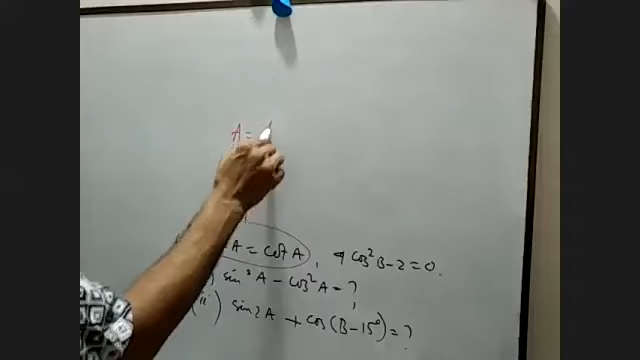 A =
A = cot A , 4 cos²B - 2 = 0.
) sin²A - cos²A = ?
(ii) sin 2A + cos (B - 15°) = ?